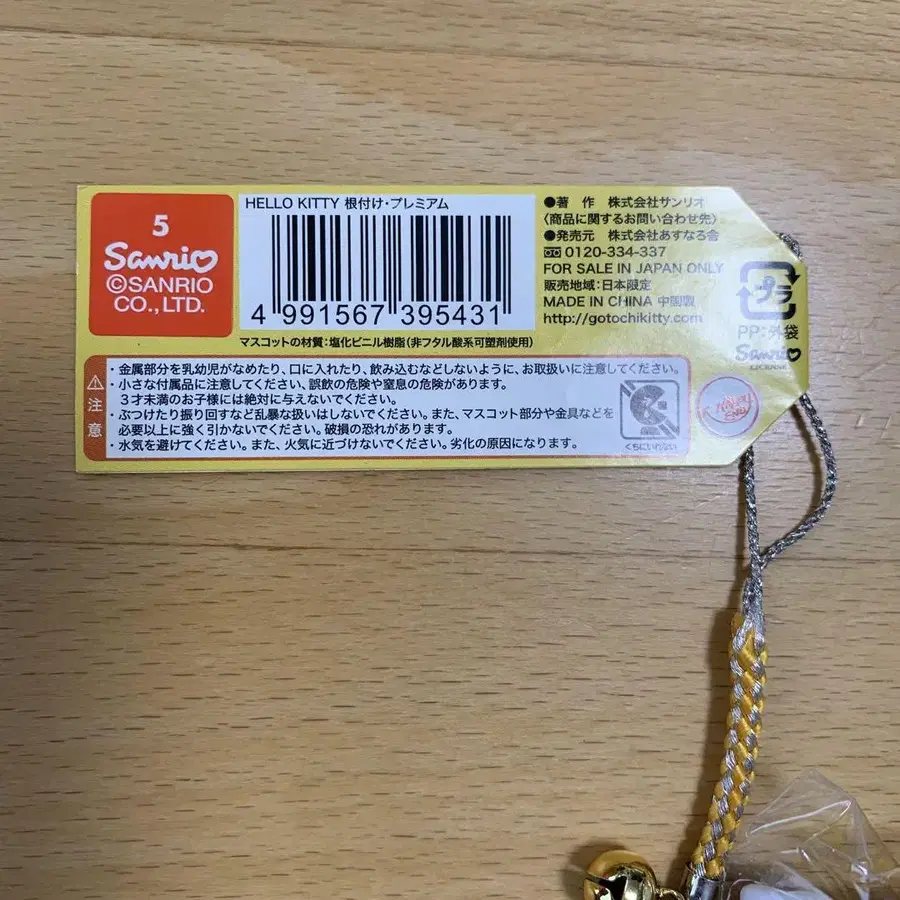 5
Sanrio
©SANRIO
CO.,LTD.
HELLO KITTY 根付け・プレミアム
4 991567 395431
●著 作 株式会社サンリオ
〈商品に関するお問い合わせ先〉
●発売元 株式会社あすなろ舎
0120-334-337
FOR SALE IN JAPAN ONLY
販売地域:日本限定
MADE IN CHINA 中国製
http://gotochikitty.com
プラ
PP:外袋
Sanrio
LICENSE
マスコットの材質:塩化ビニル樹脂(非フタル酸系可塑剤使用)
注意
・金属部分を乳幼児がなめたり、口に入れたり、飲み込むなどしないように、お取扱いに注意してください。
・小さな付属品に注意してください、誤飲の危険や窒息の危険があります。
3才未満のお子様には絶対に与えないでください。
・ぶつけたり振り回すなど乱暴な扱いはしないでください。また、マスコット部分や金具などを
必要以上に強く引かないでください。破損の恐れがあります。
・水気を避けてください。また、火気に近づけないでください。劣化の原因になります。
くちにいれない